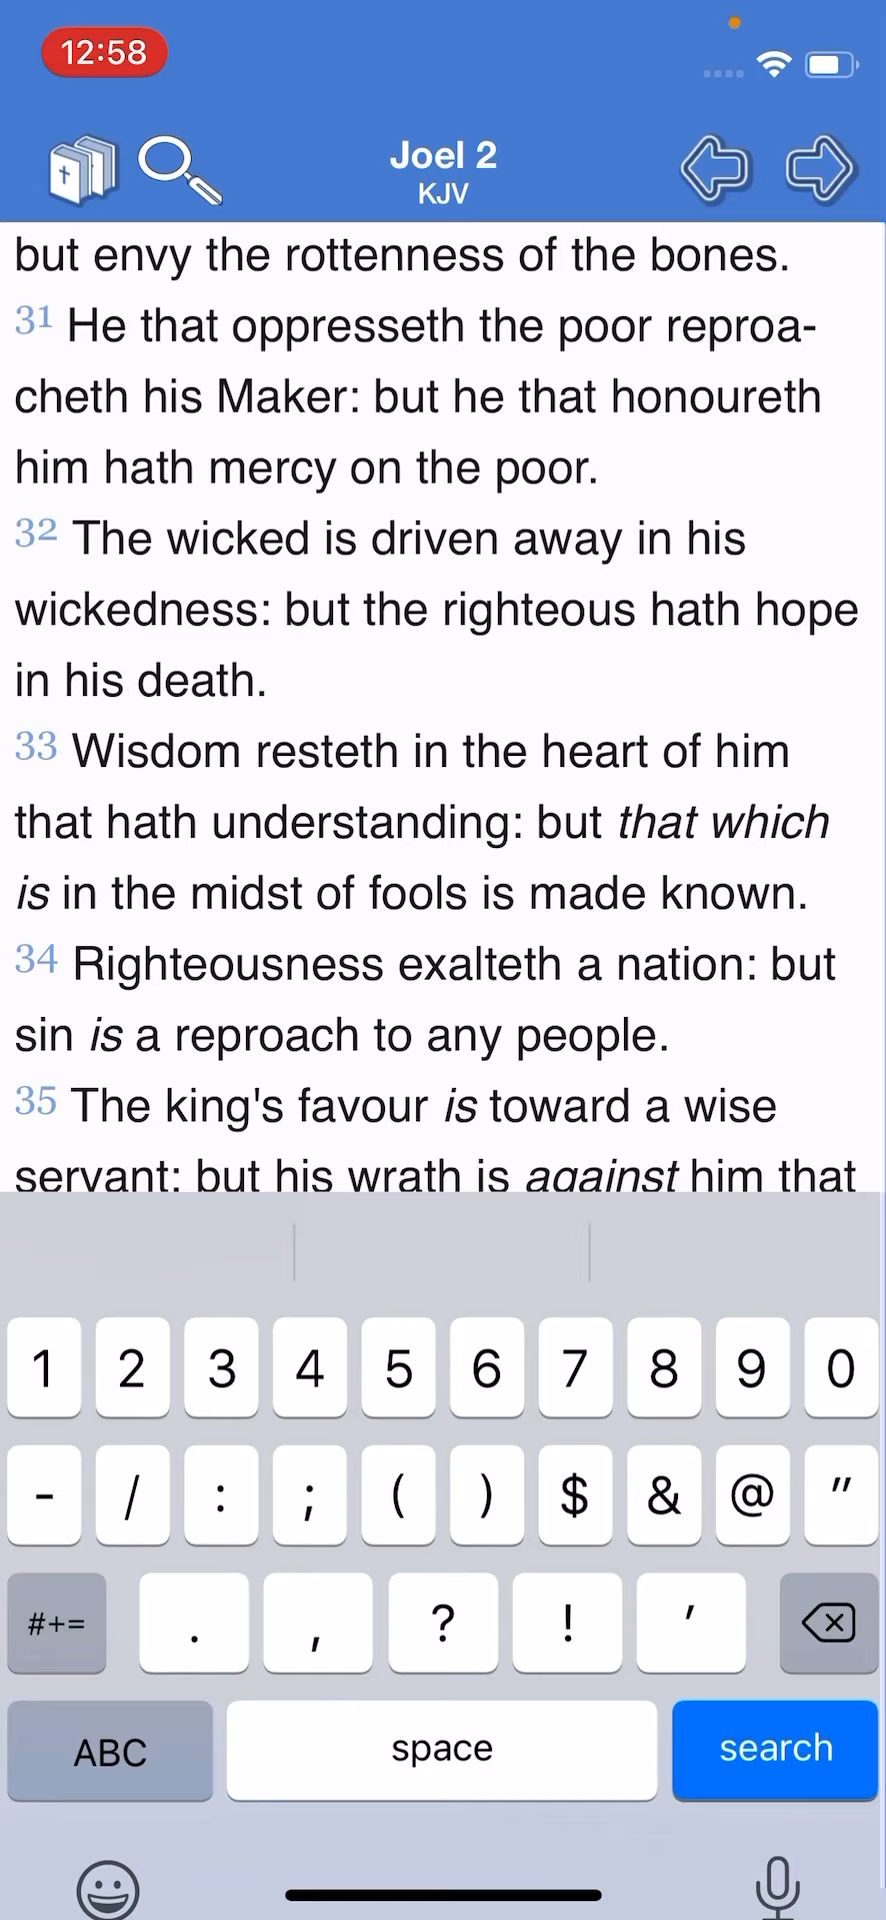 12:58
Joel 2
KJV
but envy the rottenness of the bones.
31 He that oppresseth the poor reproa-
cheth his Maker: but he that honoureth
him hath mercy on the poor.
32 The wicked is driven away in his
wickedness: but the righteous hath hope
in his death.
33 Wisdom resteth in the heart of him
that hath understanding: but that which
is in the midst of fools is made known.
34 Righteousness exalteth a nation: but
sin is a reproach to any people.
35 The king's favour is toward a wise
servant: but his wrath is against him that
1 2 3 4 5 6 7 8 9 0
- / : ; ( ) $ & @ "
#+= . , ? ! '
ABC space search